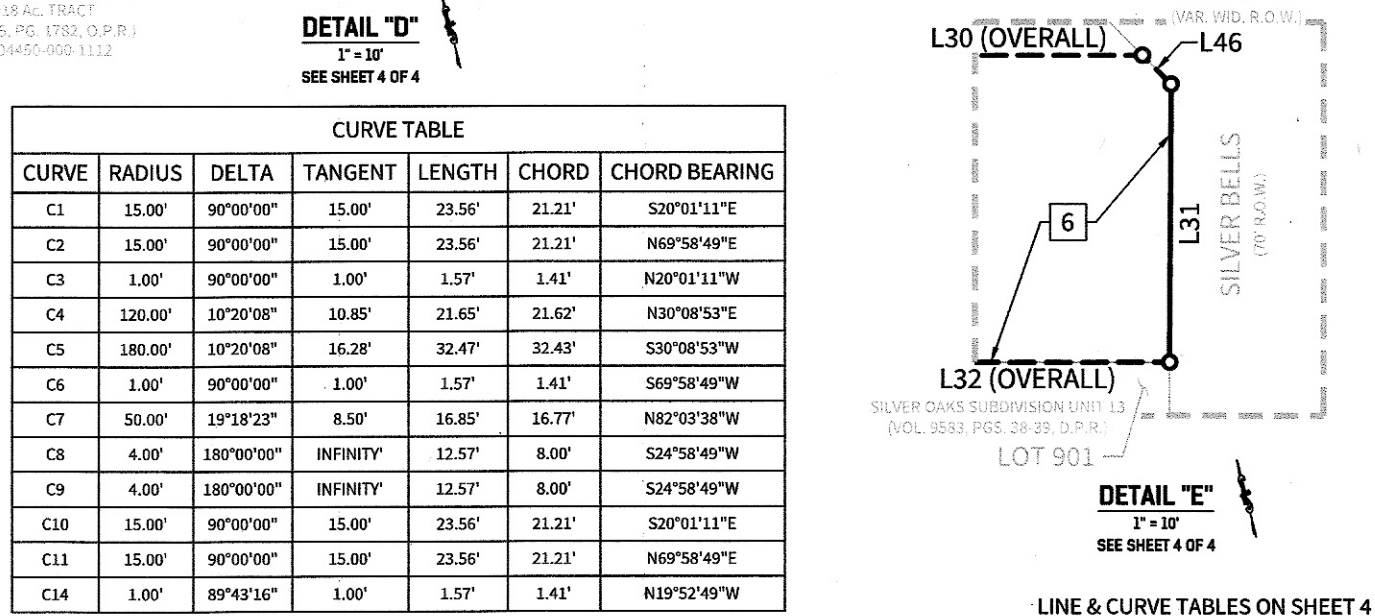 18 Ac. TRACT
PG. 1782, O.P.R.)
04450-000-1112
DETAIL "D"
1" = 10'
SEE SHEET 4 OF 4
CURVE TABLE
CURVE RADIUS DELTA TANGENT LENGTH CHORD CHORD BEARING
C1 15.00' 90°00'00" 15.00' 23.56' 21.21' S20°01'11"E
C2 15.00' 90°00'00" 15.00' 23.56' 21.21' N69°58'49"E
C3 1.00' 90°00'00" 1.00' 1.57' 1.41' N20°01'11"W
C4 120.00' 10°20'08" 10.85' 21.65' 21.62' N30°08'53"E
C5 180.00' 10°20'08" 16.28' 32.47' 32.43' S30°08'53"W
C6 1.00' 90°00'00" 1.00' 1.57' 1.41' S69°58'49"W
C7 50.00' 19°18'23" 8.50' 16.85' 16.77' N82°03'38"W
C8 4.00' 180°00'00" INFINITY' 12.57' 8.00' S24°58'49"W
C9 4.00' 180°00'00" INFINITY' 12.57' 8.00' S24°58'49"W
C10 15.00' 90°00'00" 15.00' 23.56' 21.21' S20°01'11"E
C11 15.00' 90°00'00" 15.00' 23.56' 21.21' N69°58'49"E
C14 1.00' 89°43'16" 1.00' 1.57' 1.41' N19°52'49"W
(VAR. WID. R.O.W.)
L30 (OVERALL)
L46
6
L31
SILVER BELLS
(70' R.O.W.)
L32 (OVERALL)
SILVER OAKS SUBDIVISION UNIT 13
(VOL. 9583, PGS. 38-39, D.P.R.)
LOT 901
DETAIL "E"
1" = 10'
SEE SHEET 4 OF 4
LINE & CURVE TABLES ON SHEET 4